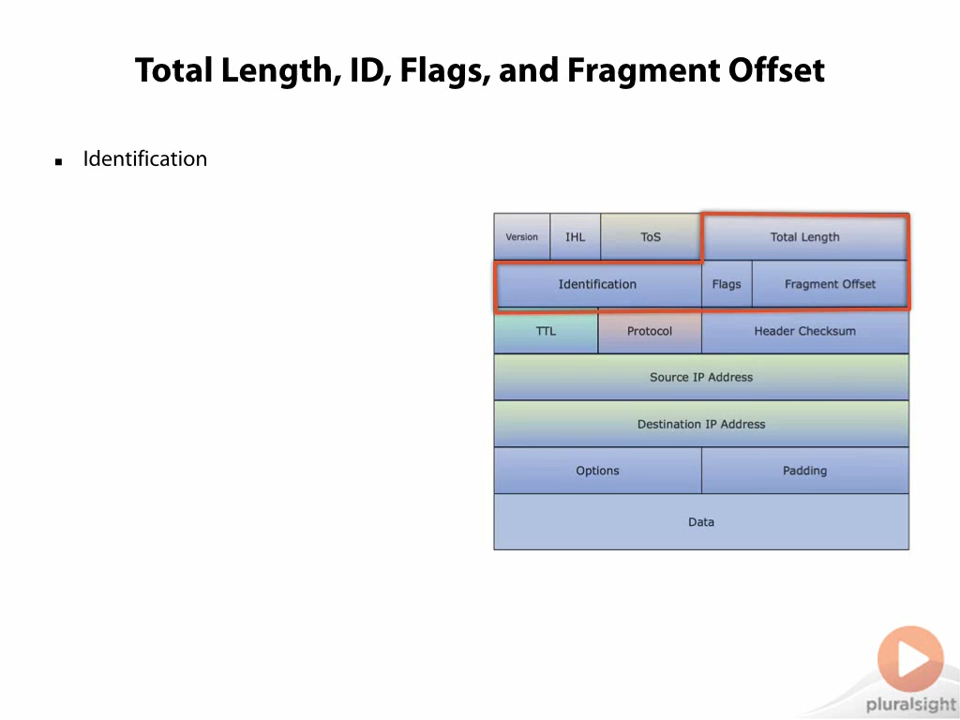 Total Length, ID, Flags, and Fragment Offset
Identification
Version IHL ToS Total Length
Identification Flags Fragment Offset
TTL Protocol Header Checksum
Source IP Address
Destination IP Address
Options Padding
Data
pluralsight